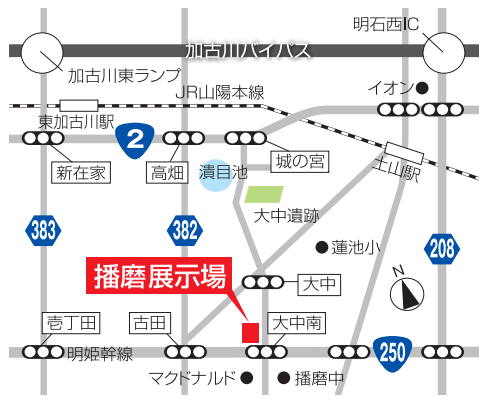 明石西IC
加古川バイパス
加古川東ランプ
イオン
JR山陽本線
東加古川駅
2
新在家
高畑
城の宮
土山駅
瀆目池
大中遺跡
383
382
208
蓮池小
播磨展示場
大中
N
壱丁田
古田
大中南
明姫幹線
250
マクドナルド
播磨中